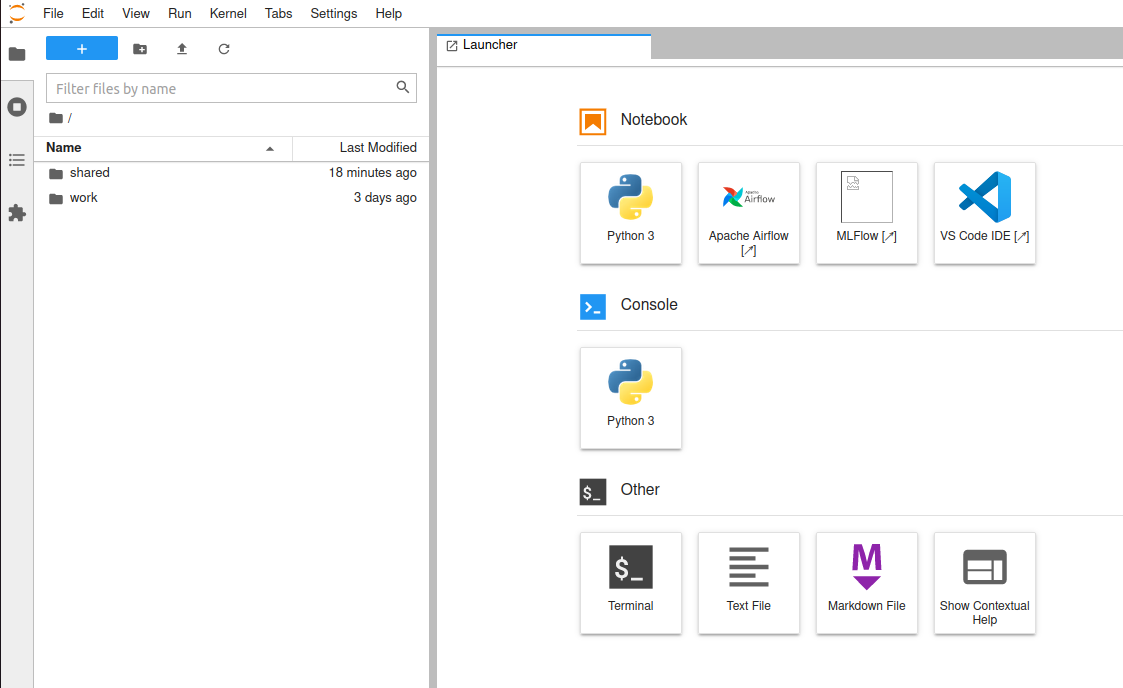 File Edit View Run Kernel Tabs Settings Help
+
Filter files by name
/
Name Last Modified
shared 18 minutes ago
work 3 days ago
Launcher
Notebook
Python 3
Apache Airflow
Apache Airflow
[↗]
MLFlow [↗]
VS Code IDE [↗]
Console
Python 3
$_ Other
$_
Terminal
Text File
M
Markdown File
Show Contextual
Help